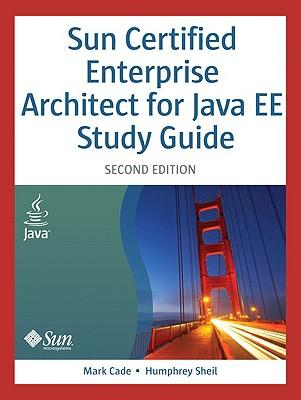 Sun Certified
Enterprise
Architect for Java EE
Study Guide
SECOND EDITION
Java
Sun
microsystems
Mark Cade • Humphrey Sheil